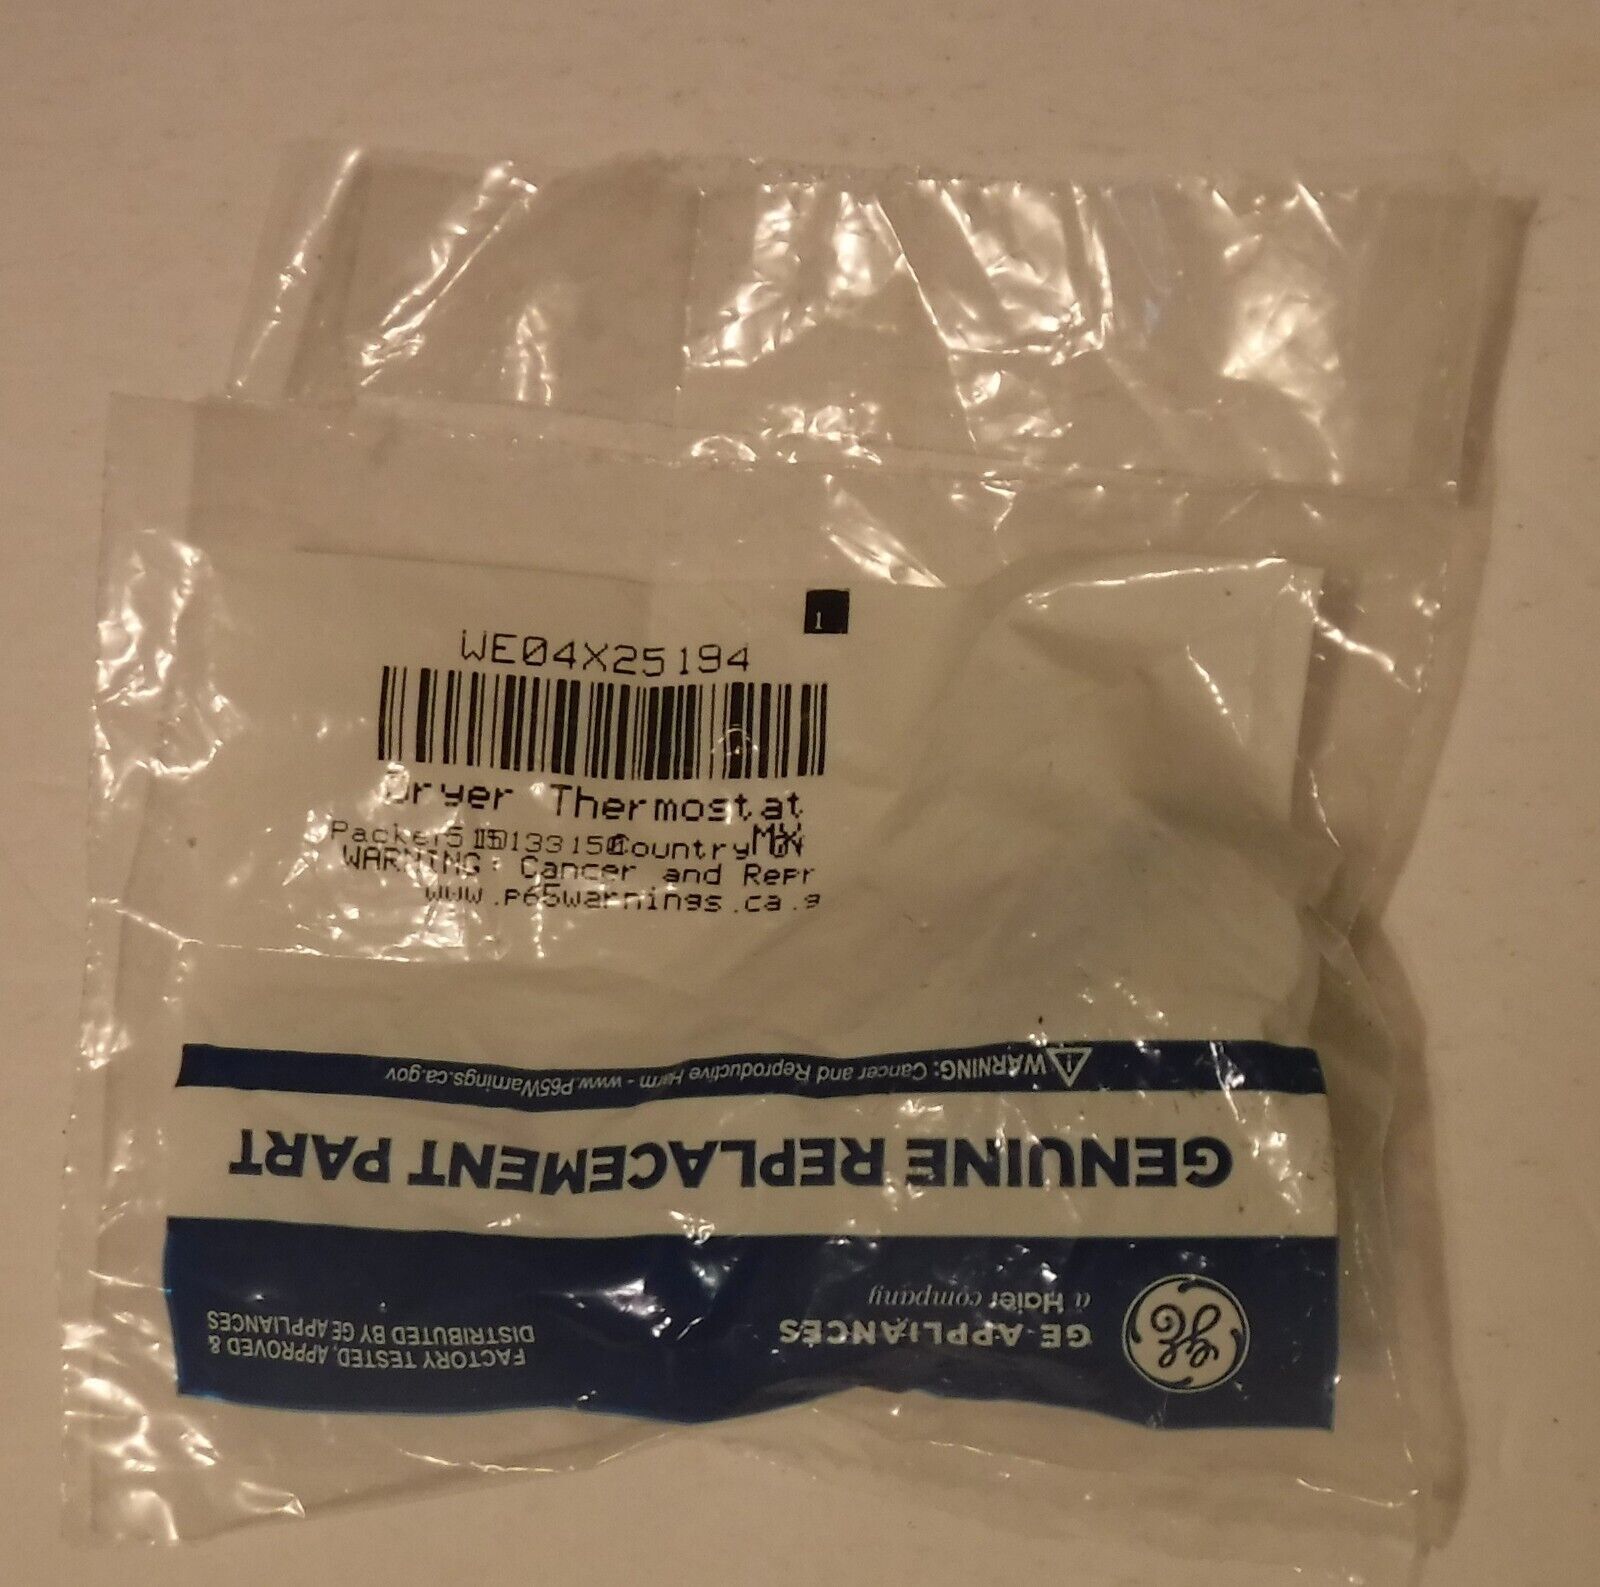 1
WE04X25194
Dryer Thermostat
WARNING: Cancer and Repr
www.p65warnings.ca.g
WARNING: Cancer and Reproductive Harm - www.P65Warnings.ca.gov
GENUINE REPLACEMENT PART
GE
GE APPLIANCES
a Haier company
FACTORY TESTED, APPROVED &
DISTRIBUTED BY GE APPLIANCES